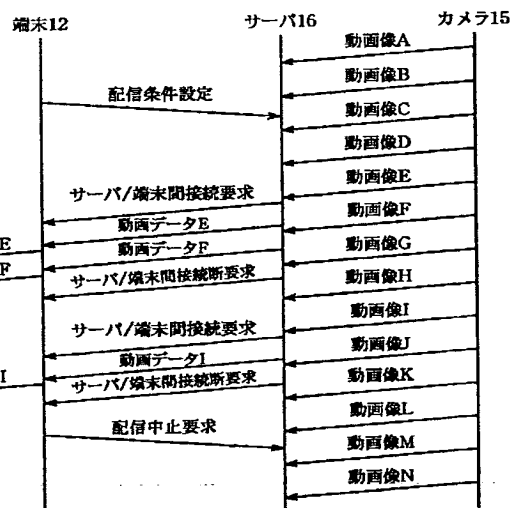 端末12
サーバ16
カメラ15
動画像A
動画像B
配信条件設定
動画像C
動画像D
動画像E
サーバ/端末間接続要求
動画像F
動画データE
E
動画データF
動画像G
F
サーバ/端末間接続断要求
動画像H
動画像I
サーバ/端末間接続要求
動画像J
動画データI
I
サーバ/端末間接続断要求
動画像K
動画像L
配信中止要求
動画像M
動画像N